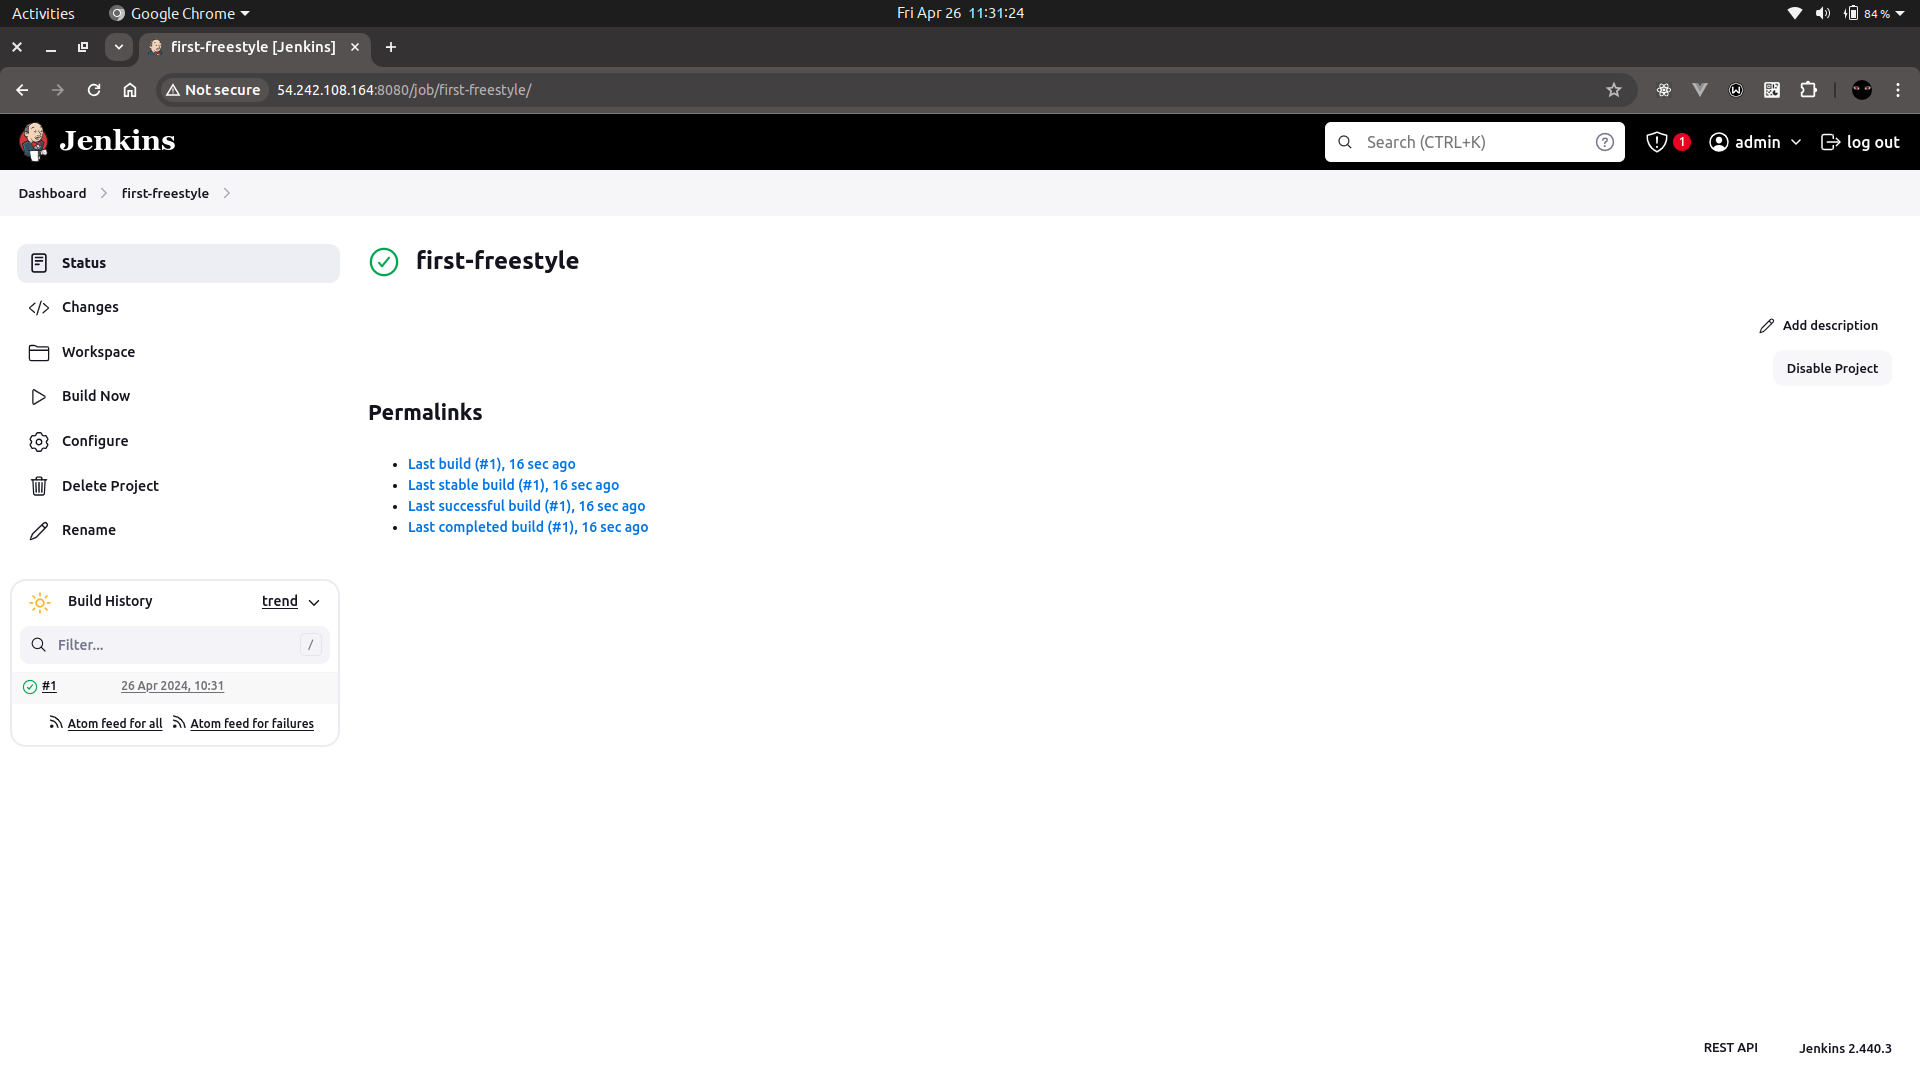 Activities Google Chrome Fri Apr 26 11:31:24 84 %
first-freestyle [Jenkins]
Not secure 54.242.108.164:8080/job/first-freestyle/
Jenkins Search (CTRL+K) 1 admin log out
Dashboard first-freestyle
Status
Changes
Workspace
Build Now
Configure
Delete Project
Rename
Build History trend
Filter... /
#1 26 Apr 2024, 10:31
Atom feed for all Atom feed for failures
first-freestyle
Add description
Disable Project
Permalinks
Last build (#1), 16 sec ago
Last stable build (#1), 16 sec ago
Last successful build (#1), 16 sec ago
Last completed build (#1), 16 sec ago
REST API Jenkins 2.440.3